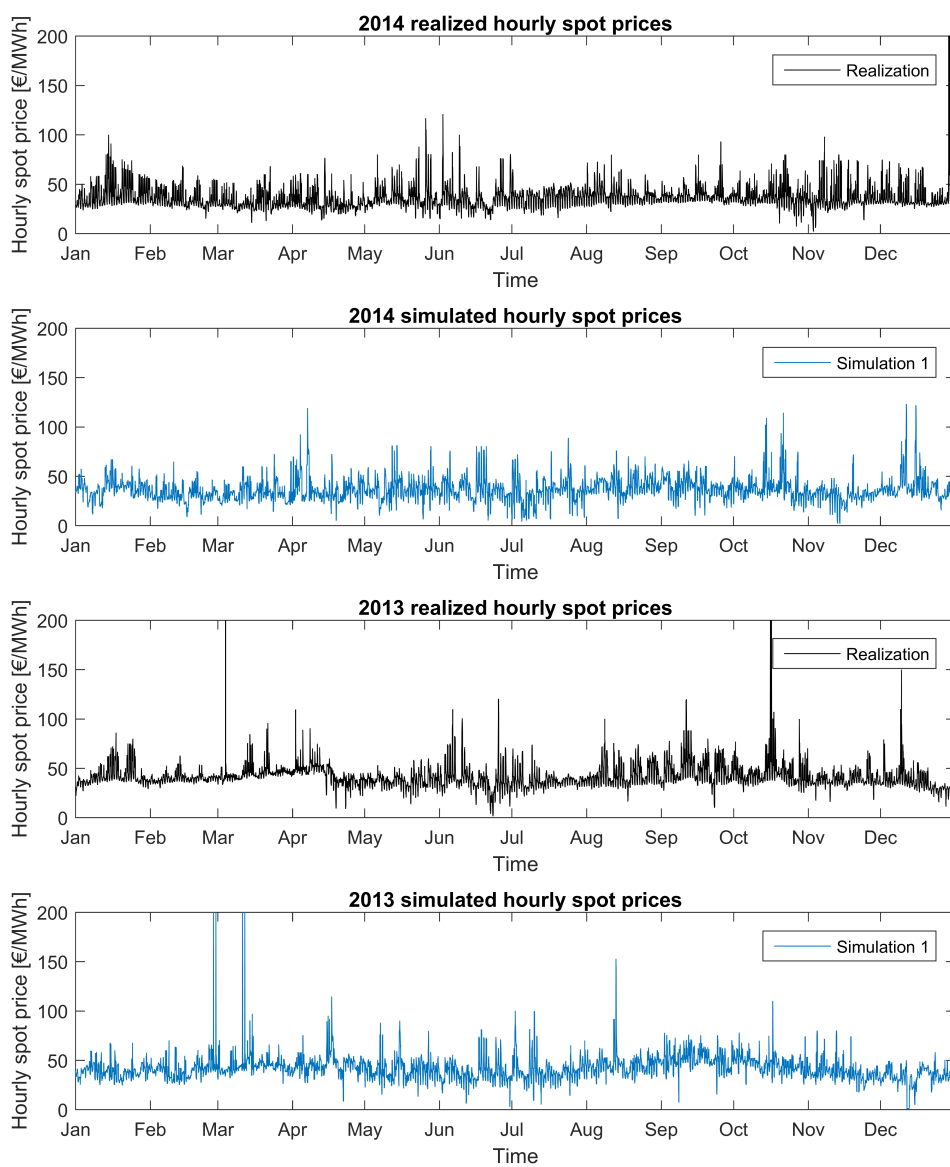 2014 realized hourly spot prices
Hourly spot price [€/MWh]
200
150
100
50
0
Realization
Jan Feb Mar Apr May Jun Jul Aug Sep Oct Nov Dec
Time
2014 simulated hourly spot prices
Hourly spot price [€/MWh]
200
150
100
50
0
Simulation 1
Jan Feb Mar Apr May Jun Jul Aug Sep Oct Nov Dec
Time
2013 realized hourly spot prices
Hourly spot price [€/MWh]
200
150
100
50
0
Realization
Jan Feb Mar Apr May Jun Jul Aug Sep Oct Nov Dec
Time
2013 simulated hourly spot prices
Hourly spot price [€/MWh]
200
150
100
50
0
Simulation 1
Jan Feb Mar Apr May Jun Jul Aug Sep Oct Nov Dec
Time